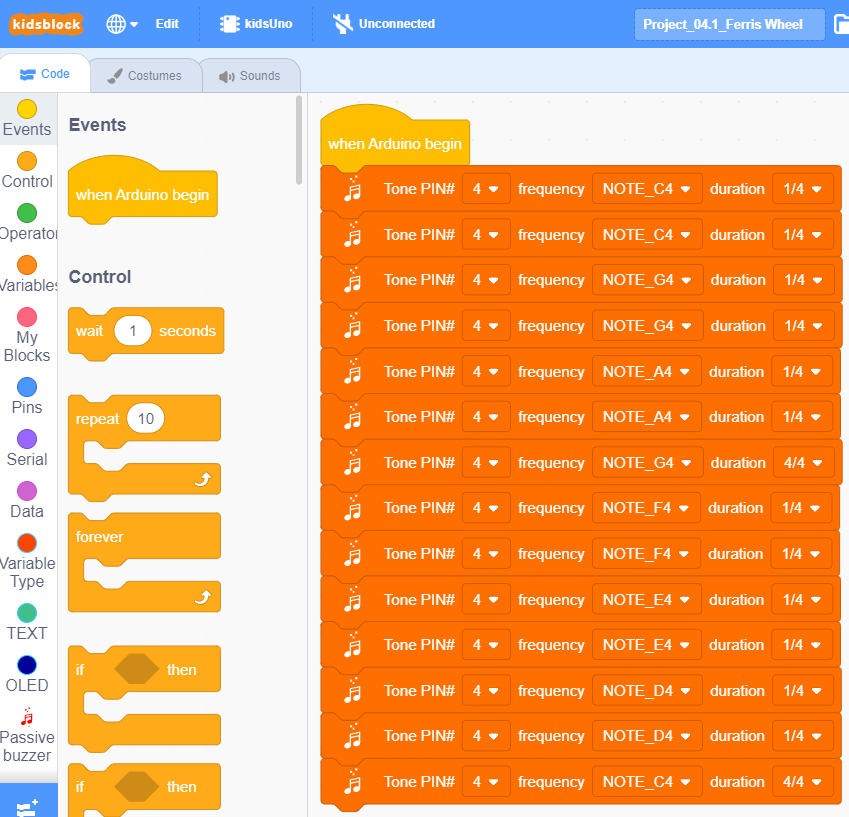 kidsblock Edit kidsUno Unconnected Project_04.1_Ferris Wheel
Code Costumes Sounds
Events
Control
Operator
Variables
My
Blocks
Pins
Serial
Data
Variable
Type
TEXT
OLED
Passive
buzzer
Events
when Arduino begin
Control
wait 1 seconds
repeat 10
forever
if then
if then
when Arduino begin
Tone PIN# 4 frequency NOTE_C4 duration 1/4
Tone PIN# 4 frequency NOTE_C4 duration 1/4
Tone PIN# 4 frequency NOTE_G4 duration 1/4
Tone PIN# 4 frequency NOTE_G4 duration 1/4
Tone PIN# 4 frequency NOTE_A4 duration 1/4
Tone PIN# 4 frequency NOTE_A4 duration 1/4
Tone PIN# 4 frequency NOTE_G4 duration 4/4
Tone PIN# 4 frequency NOTE_F4 duration 1/4
Tone PIN# 4 frequency NOTE_F4 duration 1/4
Tone PIN# 4 frequency NOTE_E4 duration 1/4
Tone PIN# 4 frequency NOTE_E4 duration 1/4
Tone PIN# 4 frequency NOTE_D4 duration 1/4
Tone PIN# 4 frequency NOTE_D4 duration 1/4
Tone PIN# 4 frequency NOTE_C4 duration 4/4